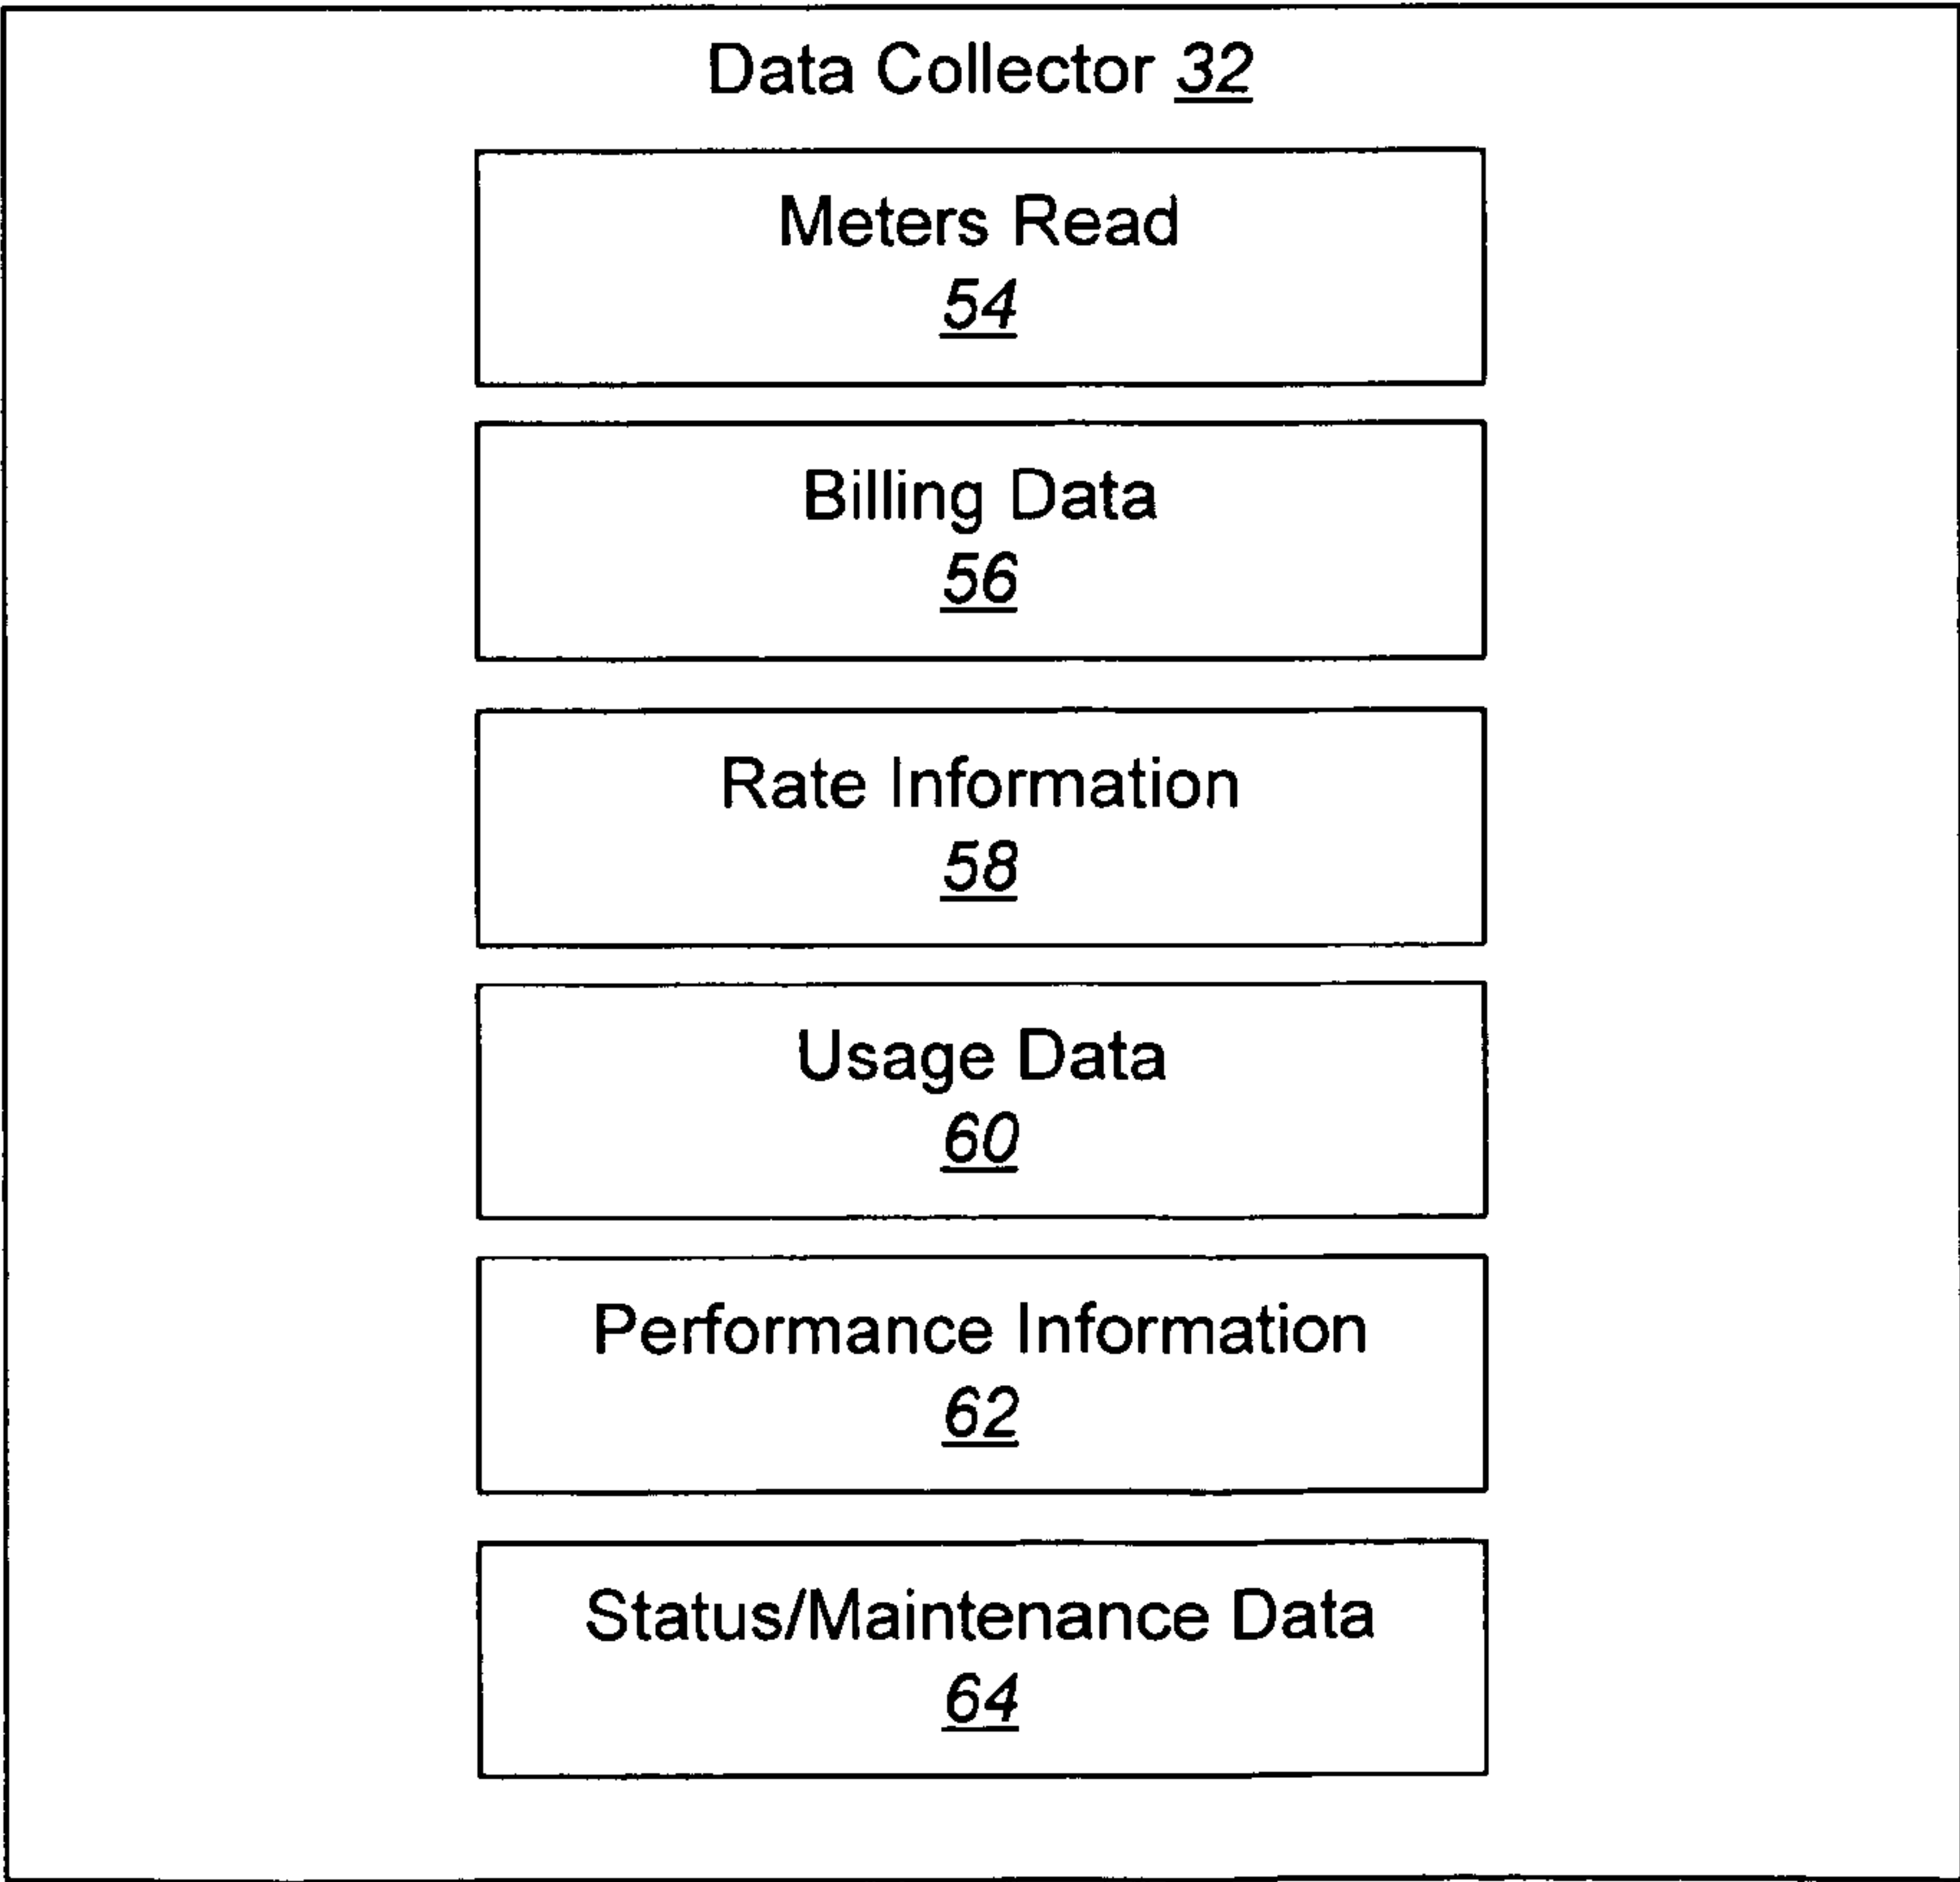 Data Collector 32
Meters Read
54
Billing Data
56
Rate Information
58
Usage Data
60
Performance Information
62
Status/Maintenance Data
64